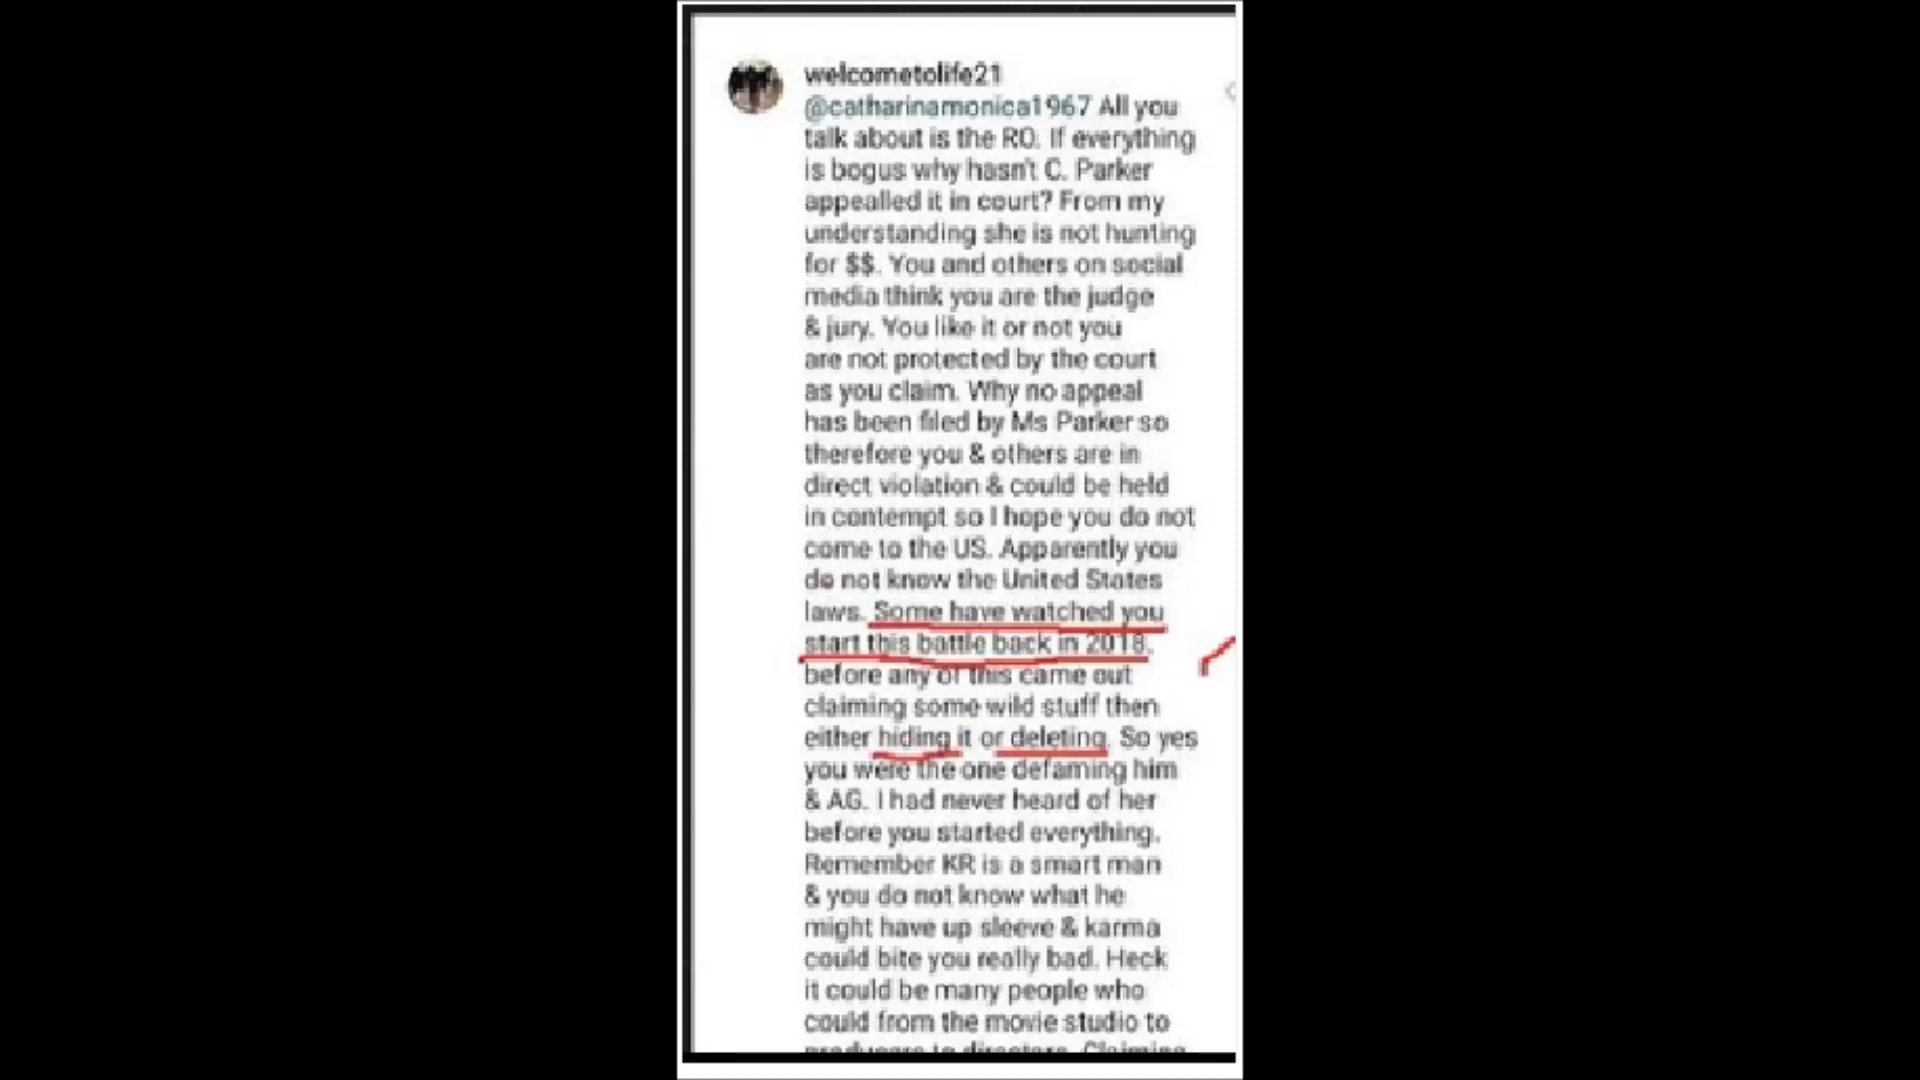 welcometolife21
@catharinamonica1967 All you
talk about is the RO. If everything
is bogus why hasn't C. Parker
appealled it in court? From my
understanding she is not hunting
for $$. You and others on social
media think you are the judge
& jury. You like it or not you
are not protected by the court
as you claim. Why no appeal
has been filed by Ms Parker so
therefore you & others are in
direct violation & could be held
in contempt so I hope you do not
come to the US. Apparently you
do not know the United States
laws. Some have watched you
start this battle back in 2018.
before any of this came out
claiming some wild stuff then
either hiding it or deleting. So yes
you were the one defaming him
& AG. I had never heard of her
before you started everything.
Remember KR is a smart man
& you do not know what he
might have up sleeve & karma
could bite you really bad. Heck
it could be many people who
could from the movie studio to
producers to directors. Claiming